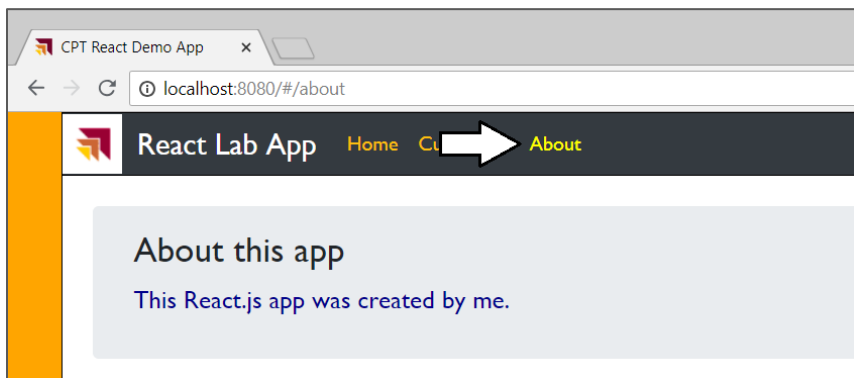 CPT React Demo App
localhost:8080/#/about
React Lab App Home About
About this app
This React.js app was created by me.